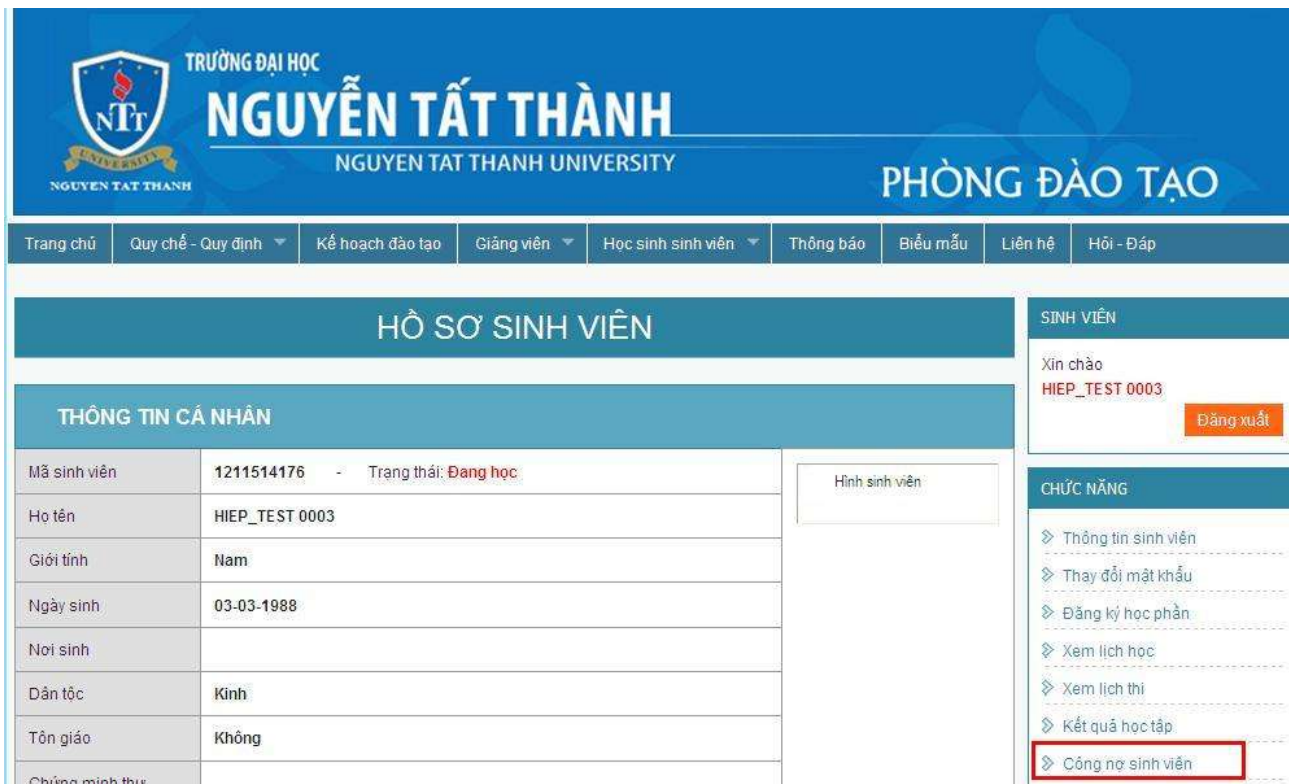 TRƯỜNG ĐẠI HỌC
NGUYỄN TẤT THÀNH
NGUYEN TAT THANH UNIVERSITY
NTT
UNIVERSITY
NGUYEN TAT THANH
PHÒNG ĐÀO TẠO
Trang chủ Quy chế - Quy định Kế hoạch đào tạo Giảng viên Học sinh sinh viên Thông báo Biểu mẫu Liên hệ Hỏi - Đáp
HỒ SƠ SINH VIÊN
THÔNG TIN CÁ NHÂN
Mã sinh viên 1211514176 - Trạng thái: Đang học
Hình sinh viên
Họ tên HIEP_TEST 0003
Giới tính Nam
Ngày sinh 03-03-1988
Nơi sinh
Dân tộc Kinh
Tôn giáo Không
Chứng minh thư
SINH VIÊN
Xin chào
HIEP_TEST 0003
Đăng xuất
CHỨC NĂNG
Thông tin sinh viên
Thay đổi mật khẩu
Đăng ký học phần
Xem lịch học
Xem lịch thi
Kết quả học tập
Công nợ sinh viên